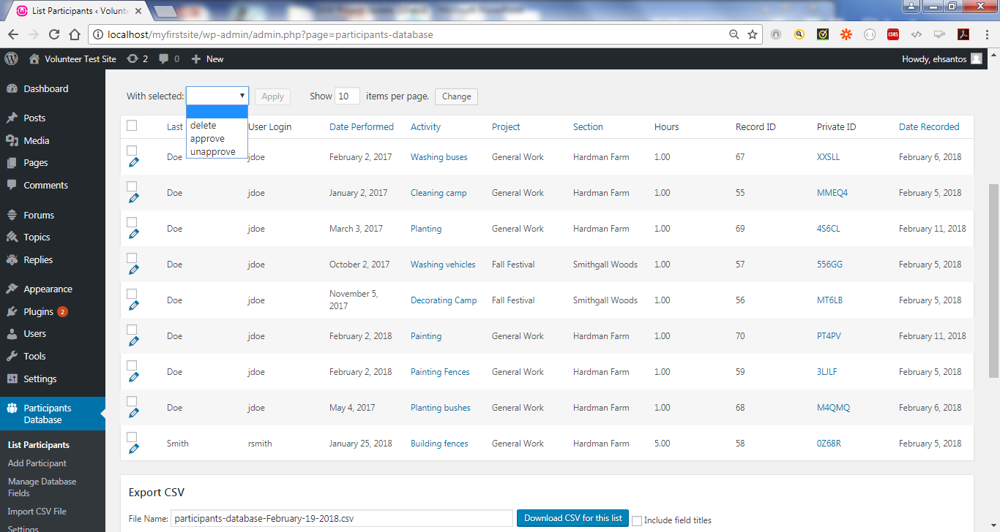 List Participants ‹ Volunte
localhost/myfirstsite/wp-admin/admin.php?page=participants-database
CORS
Volunteer Test Site 2 0 + New Howdy, ehsantos
Dashboard
Posts
Media
Pages
Comments
Forums
Topics
Replies
Appearance
Plugins 2
Users
Tools
Settings
Participants
Database
List Participants
Add Participant
Manage Database
Fields
Import CSV File
Settings
With selected: Apply Show 10 items per page. Change
delete
approve
unapprove
Last User Login Date Performed Activity Project Section Hours Record ID Private ID Date Recorded
Doe jdoe February 2, 2017 Washing buses General Work Hardman Farm 1.00 67 XXSLL February 6, 2018
Doe jdoe January 2, 2017 Cleaning camp General Work Hardman Farm 1.00 55 MMEQ4 February 5, 2018
Doe jdoe March 3, 2017 Planting General Work Hardman Farm 1.00 69 4S6CL February 11, 2018
Doe jdoe October 2, 2017 Washing vehicles Fall Festival Smithgall Woods 1.00 57 556GG February 5, 2018
Doe jdoe November 5, 2017 Decorating Camp Fall Festival Smithgall Woods 1.00 56 MT6LB February 5, 2018
Doe jdoe February 2, 2018 Painting General Work Hardman Farm 1.00 70 PT4PV February 11, 2018
Doe jdoe February 2, 2018 Painting Fences General Work Hardman Farm 1.00 59 3LJLF February 5, 2018
Doe jdoe May 4, 2017 Planting bushes General Work Hardman Farm 1.00 68 M4QMQ February 6, 2018
Smith rsmith January 25, 2018 Building fences General Work Hardman Farm 5.00 58 0Z68R February 5, 2018
Export CSV
File Name: participants-database-February-19-2018.csv Download CSV for this list Include field titles